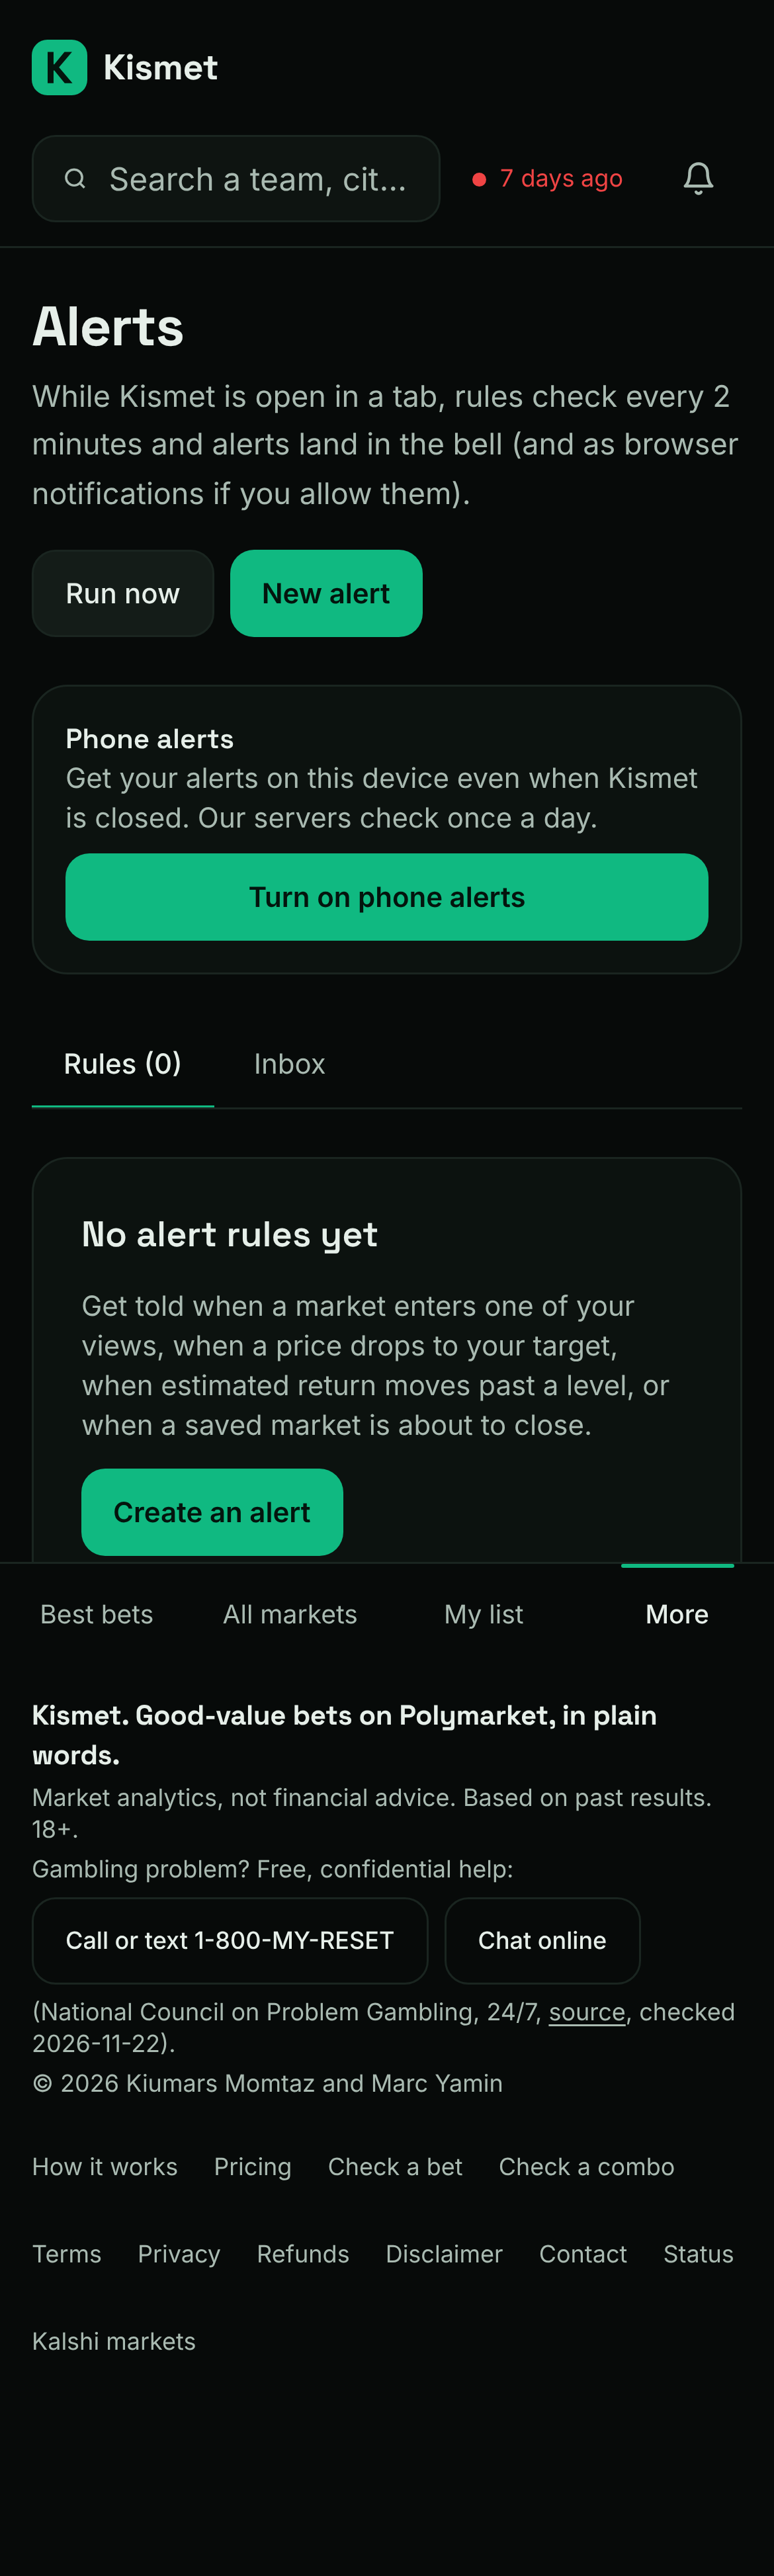 K Kismet
Search a team, cit...
7 days ago
Alerts
While Kismet is open in a tab, rules check every 2
minutes and alerts land in the bell (and as browser
notifications if you allow them).
Run now
New alert
Phone alerts
Get your alerts on this device even when Kismet
is closed. Our servers check once a day.
Turn on phone alerts
Rules (0)
Inbox
No alert rules yet
Get told when a market enters one of your
views, when a price drops to your target,
when estimated return moves past a level, or
when a saved market is about to close.
Create an alert
Best bets
All markets
My list
More
Kismet. Good-value bets on Polymarket, in plain
words.
Market analytics, not financial advice. Based on past results.
18+.
Gambling problem? Free, confidential help:
Call or text 1-800-MY-RESET
Chat online
(National Council on Problem Gambling, 24/7, source, checked
2026-11-22).
© 2026 Kiumars Momtaz and Marc Yamin
How it works Pricing Check a bet Check a combo
Terms Privacy Refunds Disclaimer Contact Status
Kalshi markets